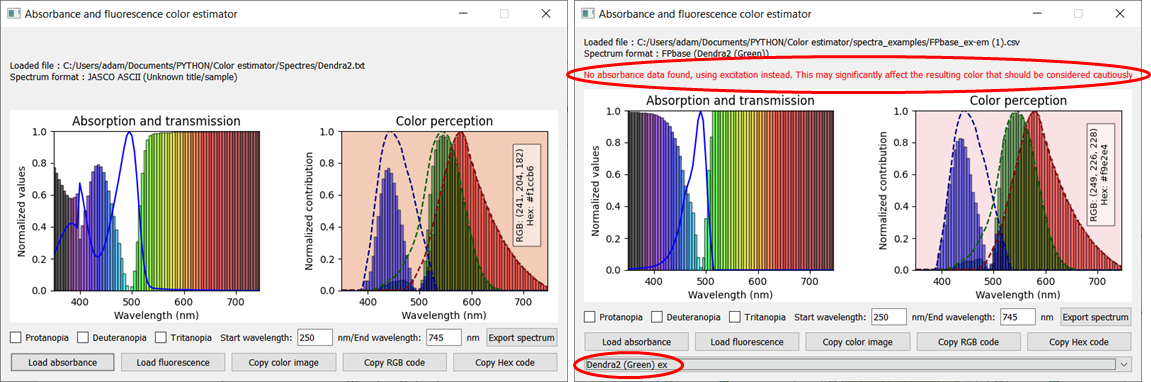 Absorbance and fluorescence color estimator
Loaded file : C:/Users/adam/Documents/PYTHON/Color estimator/Spectres/Dendra2.txt
Spectrum format : JASCO ASCII (Unknown title/sample)
Absorption and transmission
Normalized values
1.0
0.8
0.6
0.4
0.2
0.0
400
500
600
700
Wavelength (nm)
Color perception
Normalized contribution
1.0
0.8
0.6
0.4
0.2
0.0
400
500
600
700
Wavelength (nm)
RGB: (241, 204, 182)
Hex: #f1ccb6
Protanopia Deuteranopia Tritanopia Start wavelength: 250 nm/End wavelength: 745 nm Export spectrum
Load absorbance Load fluorescence Copy color image Copy RGB code Copy Hex code
Absorbance and fluorescence color estimator
Loaded file : C:/Users/adam/Documents/PYTHON/Color estimator/spectra_examples/FPbase_ex-em (1).csv
Spectrum format : FPbase (Dendra2 (Green))
No absorbance data found, using excitation instead. This may significantly affect the resulting color that should be considered cautiously
Absorption and transmission
Normalized values
1.0
0.8
0.6
0.4
0.2
0.0
400
500
600
700
Wavelength (nm)
Color perception
Normalized contribution
1.0
0.8
0.6
0.4
0.2
0.0
400
500
600
700
Wavelength (nm)
RGB: (249, 226, 228)
Hex: #f9e2e4
Protanopia Deuteranopia Tritanopia Start wavelength: 250 nm/End wavelength: 745 nm Export spectrum
Load absorbance Load fluorescence Copy color image Copy RGB code Copy Hex code
Dendra2 (Green) ex